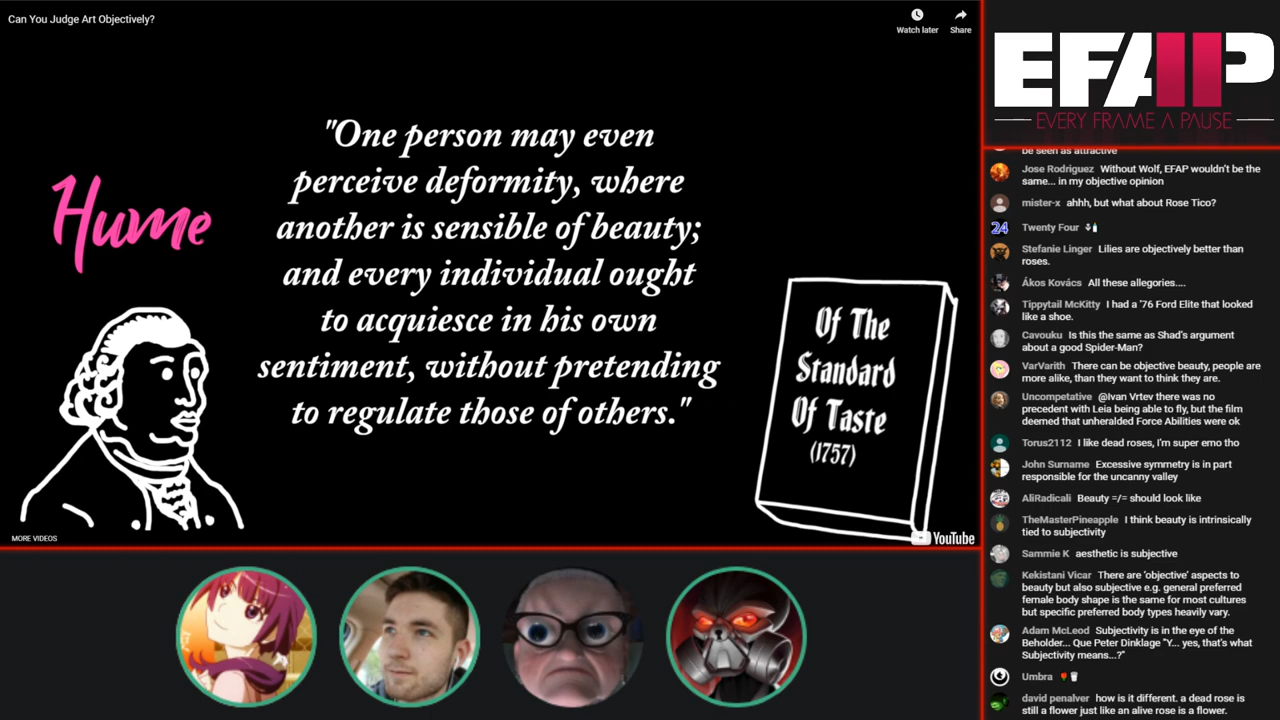 Can You Judge Art Objectively?
Watch later
Share
Hume
"One person may even
perceive deformity, where
another is sensible of beauty;
and every individual ought
to acquiesce in his own
sentiment, without pretending
to regulate those of others."
Of The
Standard
Of Taste
(1757)
MORE VIDEOS
YouTube
EFAP
EVERY FRAME A PAUSE
be seen as attractive
Jose Rodriguez Without Wolf, EFAP wouldn't be the
same... in my objective opinion
mister-x ahhh, but what about Rose Tico?
24
Twenty Four
Stefanie Linger Lilies are objectively better than
roses.
Ákos Kovács All these allegories....
Tippytail McKitty I had a '76 Ford Elite that looked
like a shoe.
Cavouku Is this the same as Shad's argument
about a good Spider-Man?
VarVarith There can be objective beauty, people are
more alike, than they want to think they are.
Uncompetative @Ivan Vrtev there was no
precedent with Leia being able to fly, but the film
deemed that unheralded Force Abilities were ok
Torus2112 I like dead roses, I'm super emo tho
John Surname Excessive symmetry is in part
responsible for the uncanny valley
AliRadicali Beauty =/= should look like
TheMasterPineapple I think beauty is intrinsically
tied to subjectivity
Sammie K aesthetic is subjective
Kekistani Vicar There are 'objective' aspects to
beauty but also subjective e.g. general preferred
female body shape is the same for most cultures
but specific preferred body types heavily vary.
Adam McLeod Subjectivity is in the eye of the
Beholder... Que Peter Dinklage "Y... yes, that's what
Subjectivity means...?"
Umbra
david penalver how is it different. a dead rose is
still a flower just like an alive rose is a flower.